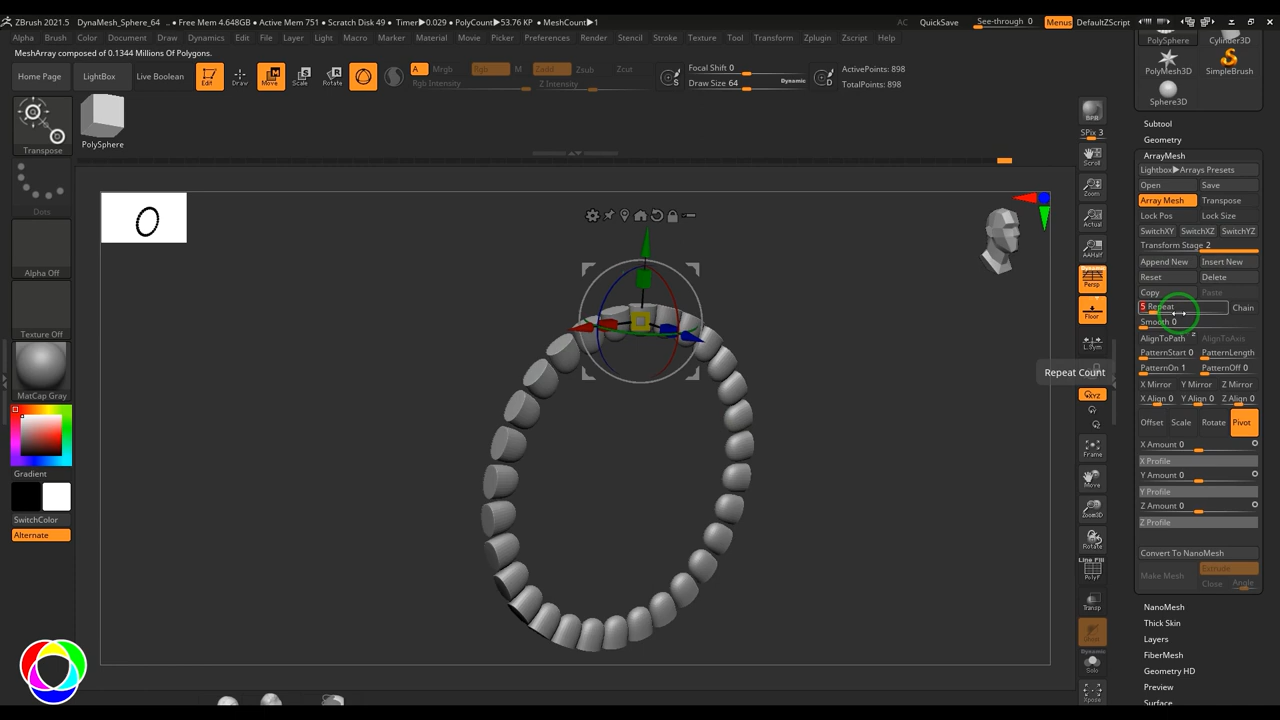 ZBrush 2021.5 DynaMesh_Sphere_64 .. • Free Mem 4.648GB • Active Mem 751 • Scratch Disk 49 • Timer▶0.029 • PolyCount▶53.76 KP • MeshCount▶1 AC QuickSave See-through 0 Menus DefaultZScript
Alpha Brush Color Document Draw Dynamics Edit File Layer Light Macro Marker Material Movie Picker Preferences Render Stencil Stroke Texture Tool Transform Zplugin Zscript Help
MeshArray composed of 0.1344 Millions Of Polygons.
Home Page LightBox Live Boolean Edit Draw Move Scale Rotate
A Mrgb Rgb M Zadd Zsub Zcut
Rgb Intensity Z Intensity
Focal Shift 0
Draw Size 64 Dynamic
S D
ActivePoints: 898
TotalPoints: 898
Transpose
PolySphere
Dots
Alpha Off
Texture Off
MatCap Gray
Gradient
SwitchColor
Alternate
BPR
SPix 3
Scroll
Zoom
Actual
AAHalf
Persp
Floor
L.Sym
XYZ
Frame
Move
Zoom3D
Rotate
Line Fill
PolyF
Transp
Dynamic
Solo
Xpose
Repeat Count
PolySphere Cylinder3D
PolyMesh3D SimpleBrush
Sphere3D
Subtool
Geometry
ArrayMesh
Lightbox▶Arrays Presets
Open Save
Array Mesh Transpose
Lock Pos Lock Size
SwitchXY SwitchXZ SwitchYZ
Transform Stage 2
Append New Insert New
Reset Delete
Copy Paste
5 Repeat Chain
Smooth 0
AlignToPath AlignToAxis
PatternStart 0 PatternLength
PatternOn 1 PatternOff 0
X Mirror Y Mirror Z Mirror
X Align 0 Y Align 0 Z Align 0
Offset Scale Rotate Pivot
X Amount 0
X Profile
Y Amount 0
Y Profile
Z Amount 0
Z Profile
Convert To NanoMesh
Make Mesh Extrude
Close Angle
NanoMesh
Thick Skin
Layers
FiberMesh
Geometry HD
Preview
Surface